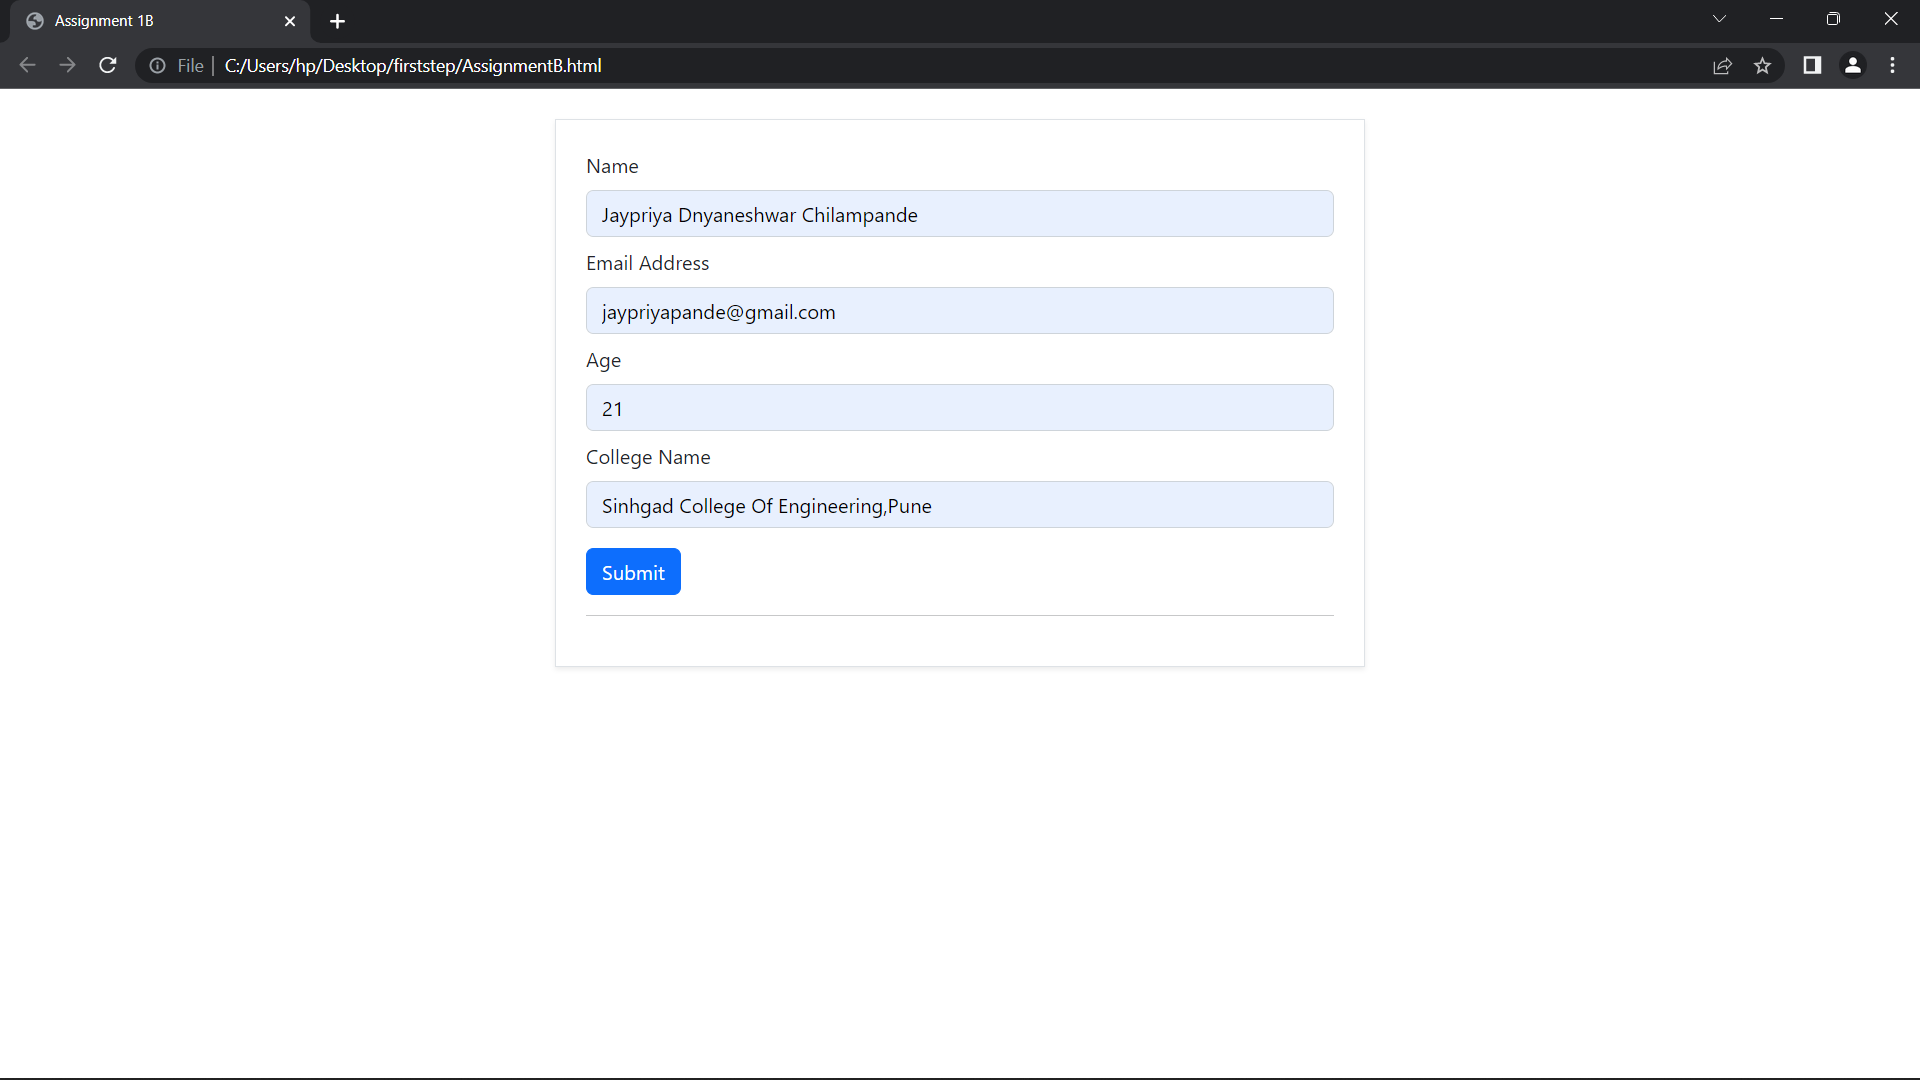 Assignment 1B
File
C:/Users/hp/Desktop/firststep/AssignmentB.html
Name
Jaypriya Dnyaneshwar Chilampande
Email Address
jaypriyapande@gmail.com
Age
21
College Name
Sinhgad College Of Engineering,Pune
Submit